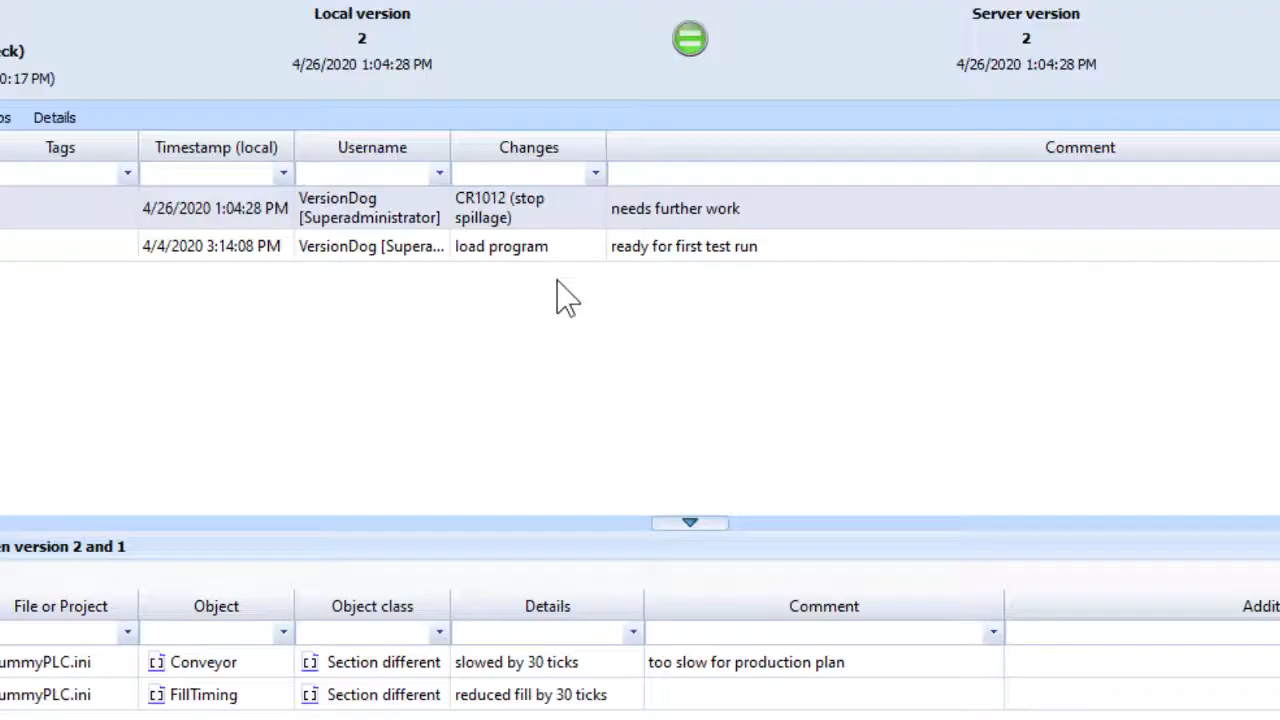 Local version
Server version
2
2
ck)
4/26/2020 1:04:28 PM
4/26/2020 1:04:28 PM
0:17 PM)
os Details
Tags Timestamp (local) Username Changes Comment
4/26/2020 1:04:28 PM VersionDog [Superadministrator] CR1012 (stop spillage) needs further work
4/4/2020 3:14:08 PM VersionDog [Supera... load program ready for first test run
n version 2 and 1
File or Project Object Object class Details Comment Addit
ummyPLC.ini Conveyor Section different slowed by 30 ticks too slow for production plan
ummyPLC.ini FillTiming Section different reduced fill by 30 ticks